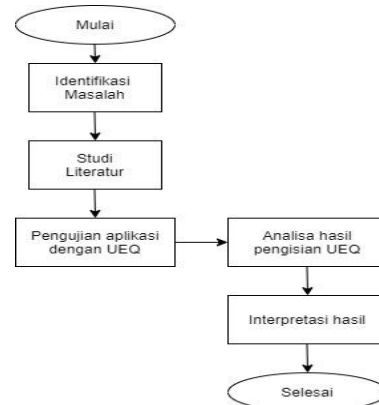 Mulai
Identifikasi
Masalah
Studi
Literatur
Pengujian aplikasi
dengan UEQ
Analisa hasil
pengisian UEQ
Interpretasi hasil
Selesai